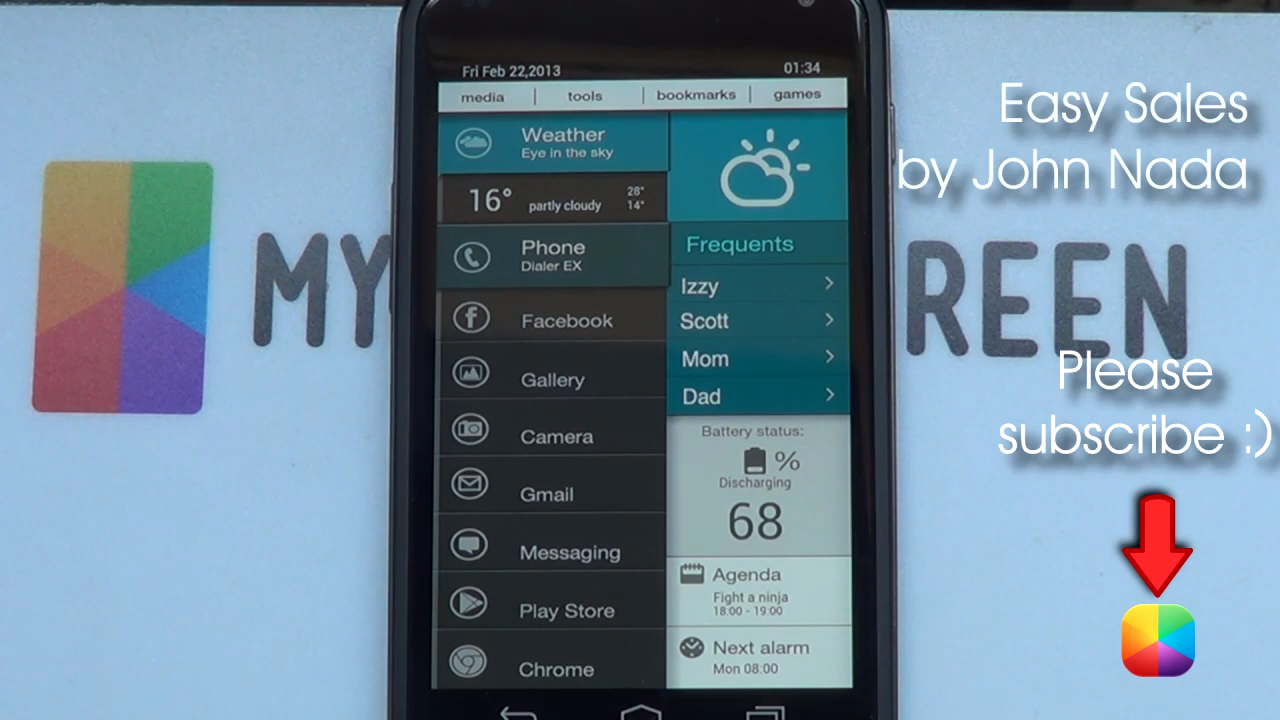 Fri Feb 22,2013 01:34
media | tools | bookmarks | games
Weather
Eye in the sky
16° partly cloudy
28°
14°
Phone
Dialer EX
Facebook
Gallery
Camera
Gmail
Messaging
Play Store
Chrome
Frequents
Izzy
Scott
Mom
Dad
Battery status:
%
Discharging
68
Agenda
Fight a ninja
18:00 - 19:00
Next alarm
Mon 08:00
MY
REEN
Easy Sales
by John Nada
Please
subscribe :)